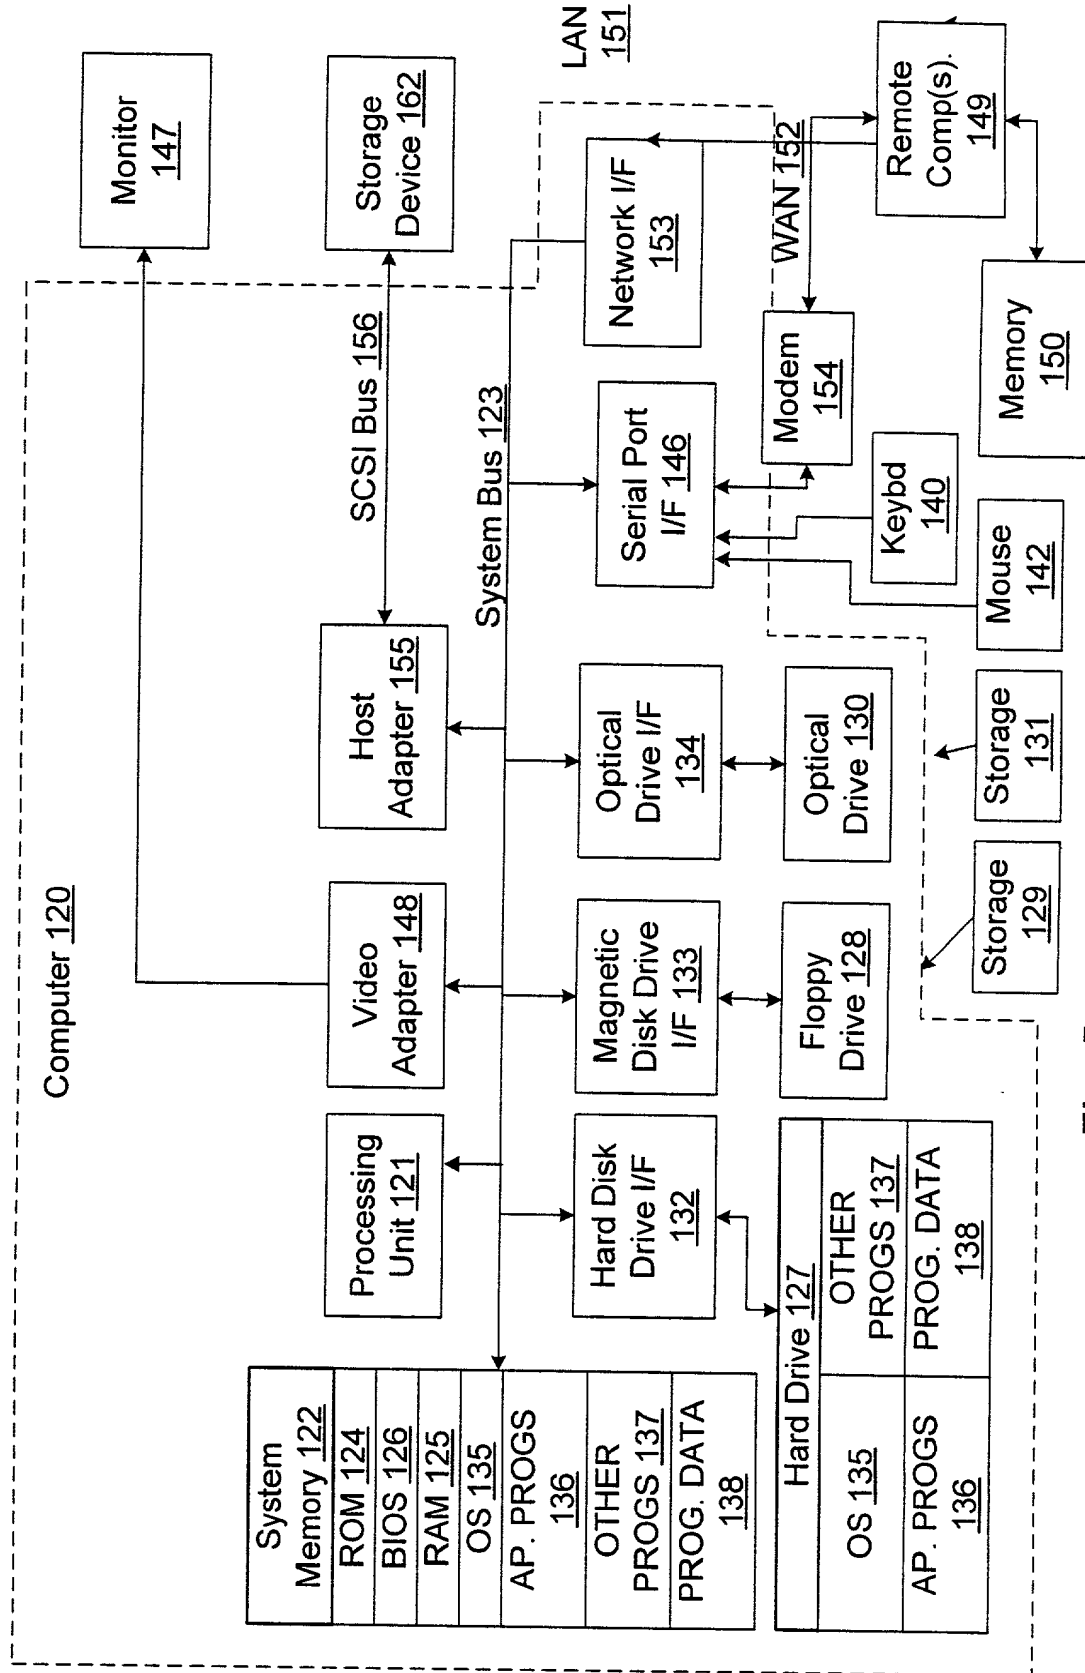 Computer 120
Monitor
147
Storage
Device 162
LAN
151
SCSI Bus 156
System Bus 123
System
Memory 122
ROM 124
BIOS 126
RAM 125
OS 135
AP. PROGS
136
OTHER
PROGS 137
PROG. DATA
138
Processing
Unit 121
Video
Adapter 148
Host
Adapter 155
Hard Disk
Drive I/F
132
Magnetic
Disk Drive
I/F 133
Optical
Drive I/F
134
Serial Port
I/F 146
Network I/F
153
WAN 152
Hard Drive 127
OS 135
OTHER
PROGS 137
AP. PROGS
136
PROG. DATA
138
Floppy
Drive 128
Optical
Drive 130
Modem
154
Remote
Comp(s).
149
Storage
129
Storage
131
Mouse
142
Keybd
140
Memory
150